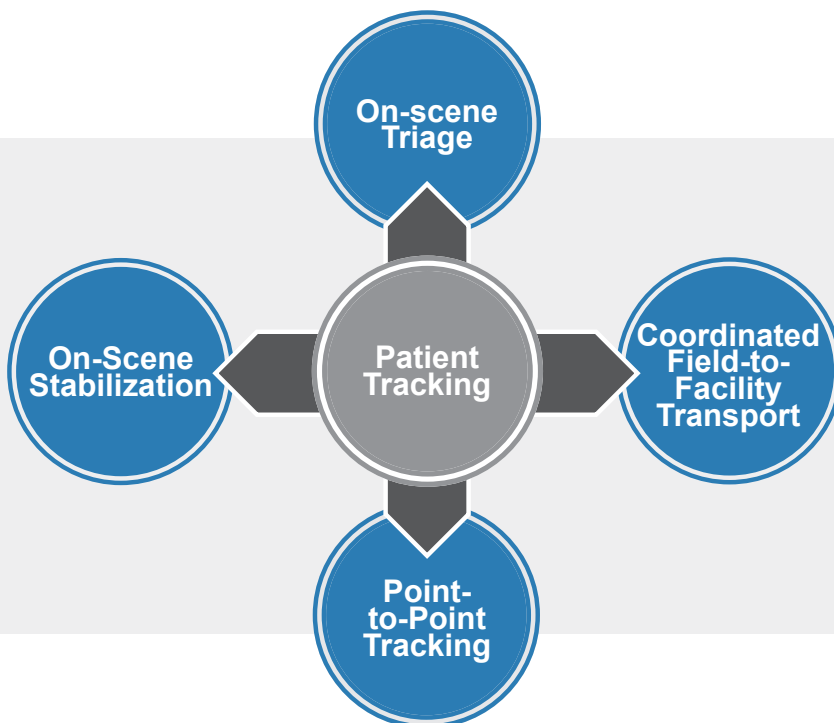 On-scene
Triage
On-Scene
Stabilization
Patient
Tracking
Coordinated
Field-to-
Facility
Transport
Point-
to-Point
Tracking